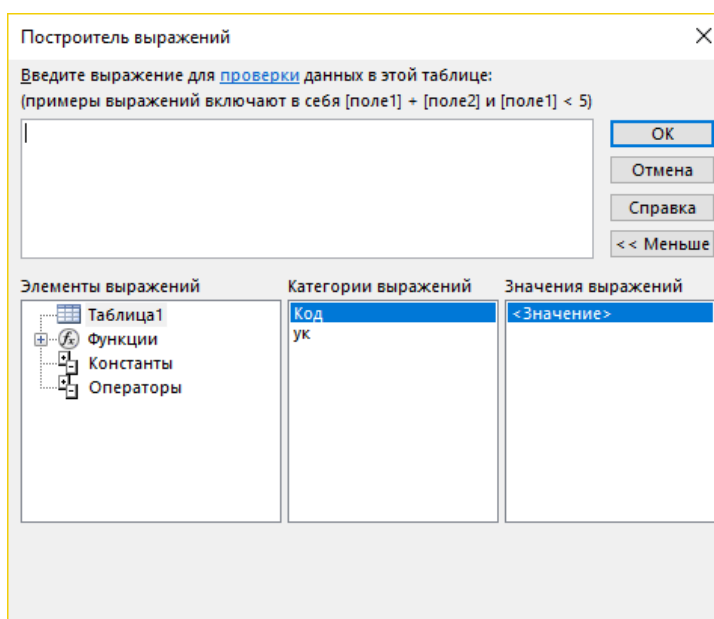 Построитель выражений
Введите выражение для проверки данных в этой таблице:
(примеры выражений включают в себя [поле1] + [поле2] и [поле1] < 5)
ОК
Отмена
Справка
<< Меньше
Элементы выражений
Категории выражений
Значения выражений
Таблица1
Функции
Константы
Операторы
Код
ук
<Значение>